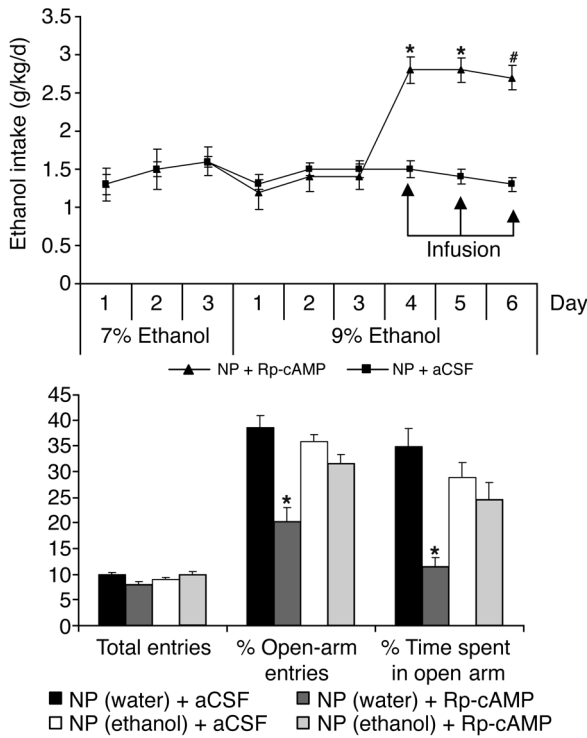 Ethanol intake (g/kg/d)
3.5
3
2.5
2
1.5
1
0.5
0
* * #
Infusion
1 2 3 1 2 3 4 5 6 Day
7% Ethanol 9% Ethanol
NP + Rp-cAMP NP + aCSF
45
40
35
30
25
20
15
10
5
0
* *
Total entries % Open-arm entries % Time spent in open arm
NP (water) + aCSF NP (water) + Rp-cAMP
NP (ethanol) + aCSF NP (ethanol) + Rp-cAMP